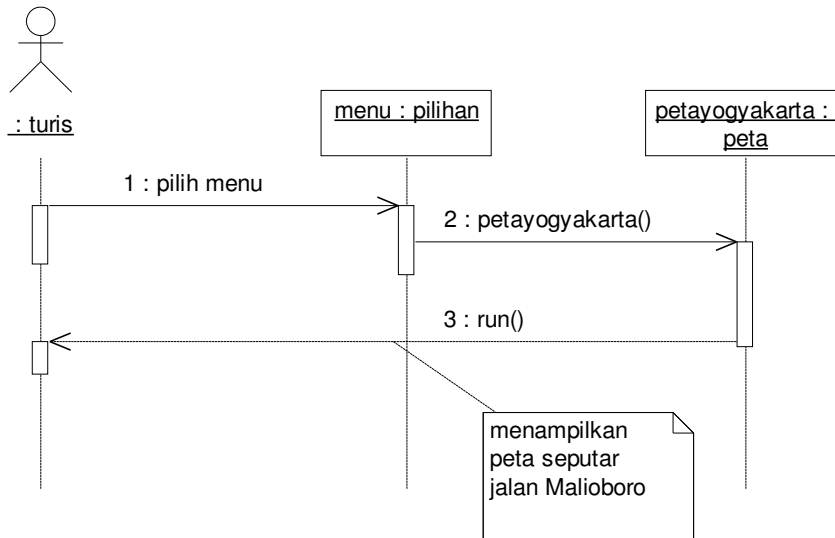 : turis
menu : pilihan
petayogyakarta :
peta
1 : pilih menu
2 : petayogyakarta()
3 : run()
menampilkan
peta seputar
jalan Malioboro